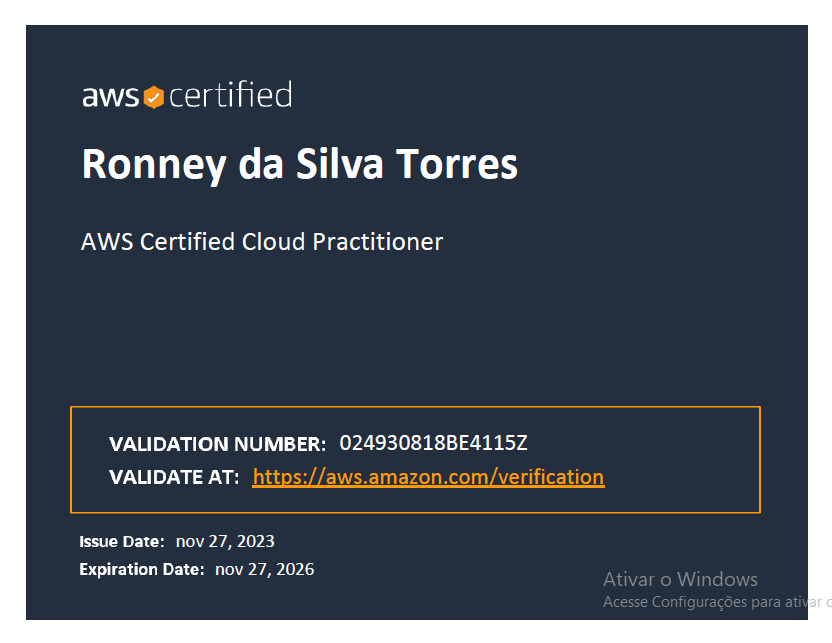 aws certified
Ronney da Silva Torres
AWS Certified Cloud Practitioner
VALIDATION NUMBER: 024930818BE4115Z
VALIDATE AT: https://aws.amazon.com/verification
Issue Date: nov 27, 2023
Expiration Date: nov 27, 2026
Ativar o Windows
Acesse Configurações para ativar o